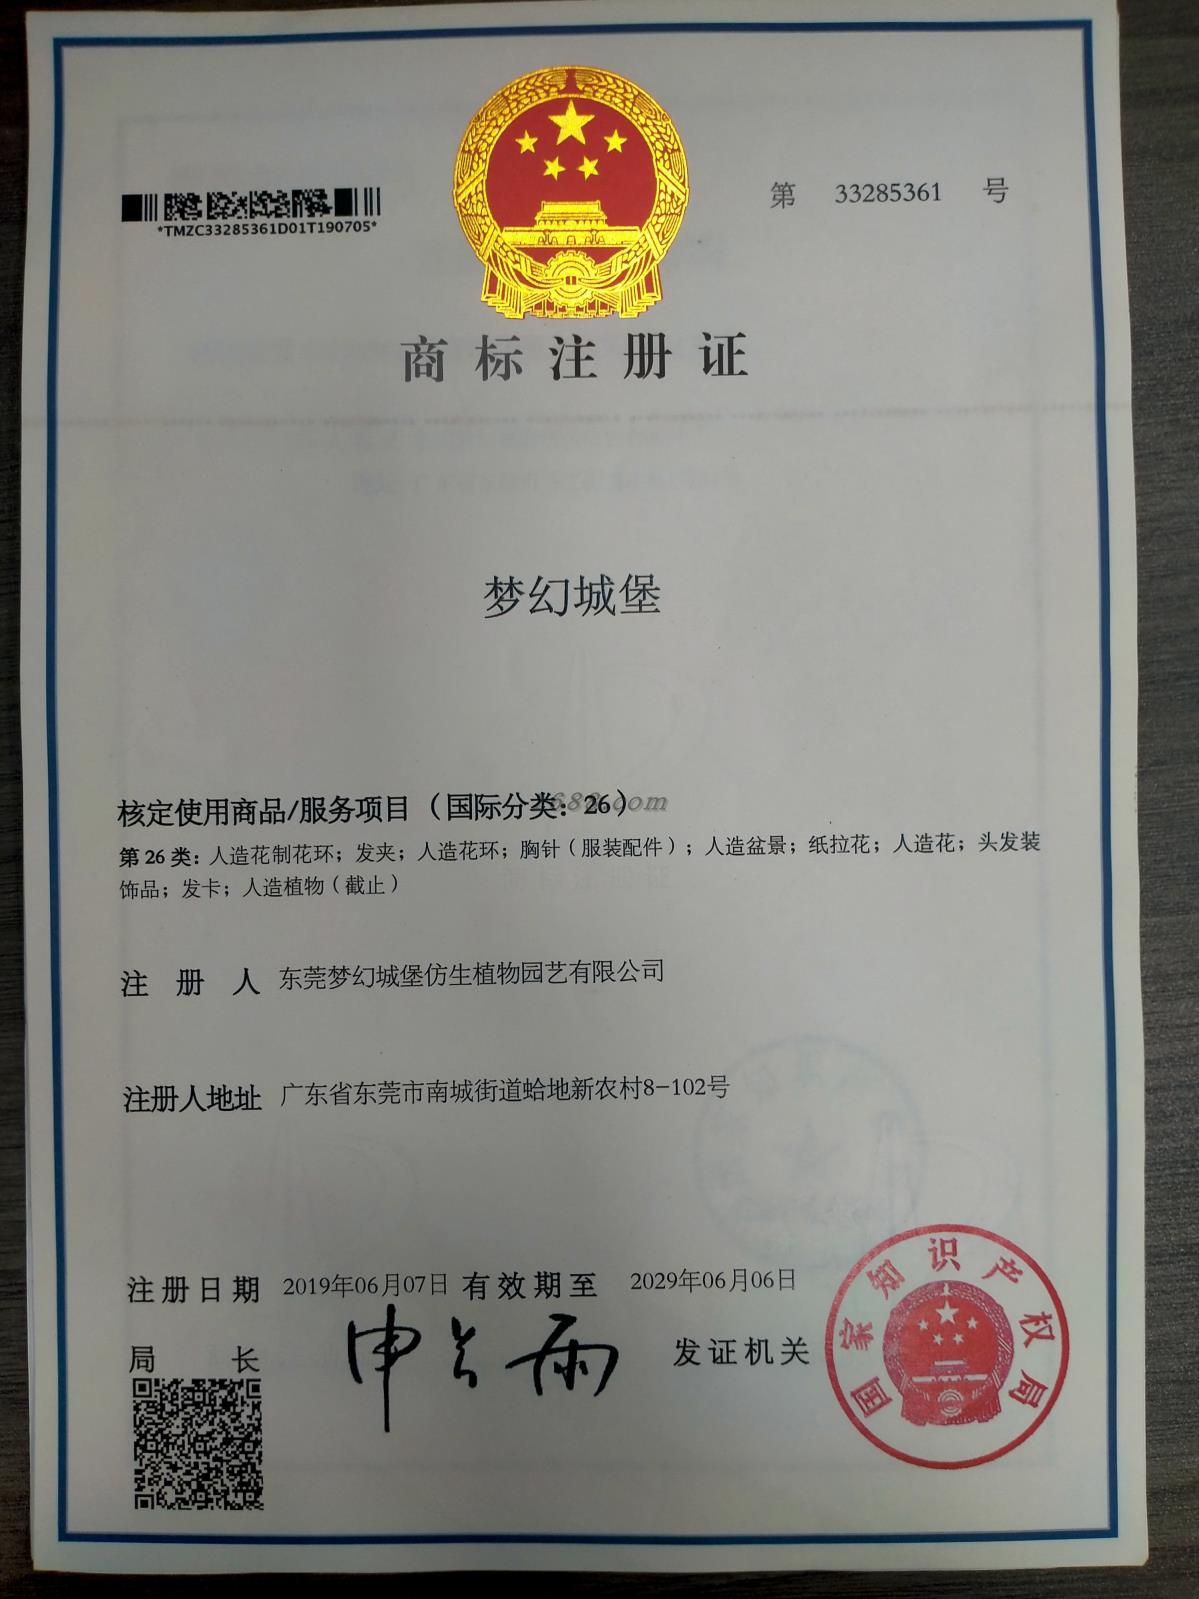 第 33285361 号
*TMZC33285361D01T190705*
商标注册证
梦幻城堡
核定使用商品/服务项目（国际分类：26）
第 26 类：人造花制花环；发夹；人造花环；胸针（服装配件）；人造盆景；纸拉花；人造花；头发装
饰品；发卡；人造植物（截止）
注册人 东莞梦幻城堡仿生植物园艺有限公司
注册人地址 广东省东莞市南城街道蛤地新农村8-102号
注册日期 2019年06月07日 有效期至 2029年06月06日
局长 申长雨 发证机关
国家知识产权局